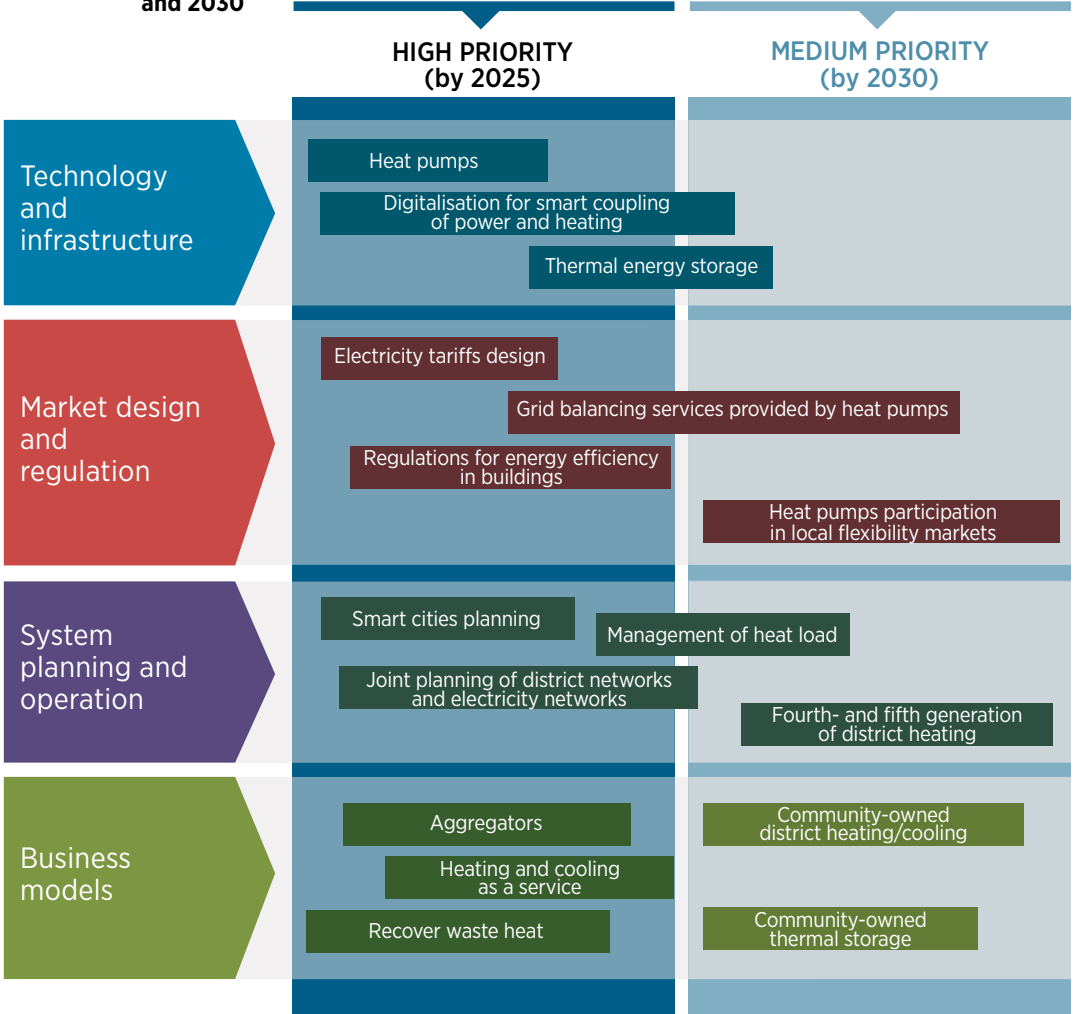 and 2030
HIGH PRIORITY
(by 2025)
MEDIUM PRIORITY
(by 2030)
Technology
and
infrastructure
Heat pumps
Digitalisation for smart coupling
of power and heating
Thermal energy storage
Market design
and
regulation
Electricity tariffs design
Grid balancing services provided by heat pumps
Regulations for energy efficiency
in buildings
Heat pumps participation
in local flexibility markets
System
planning and
operation
Smart cities planning
Management of heat load
Joint planning of district networks
and electricity networks
Fourth- and fifth generation
of district heating
Business
models
Aggregators
Community-owned
district heating/cooling
Heating and cooling
as a service
Recover waste heat
Community-owned
thermal storage